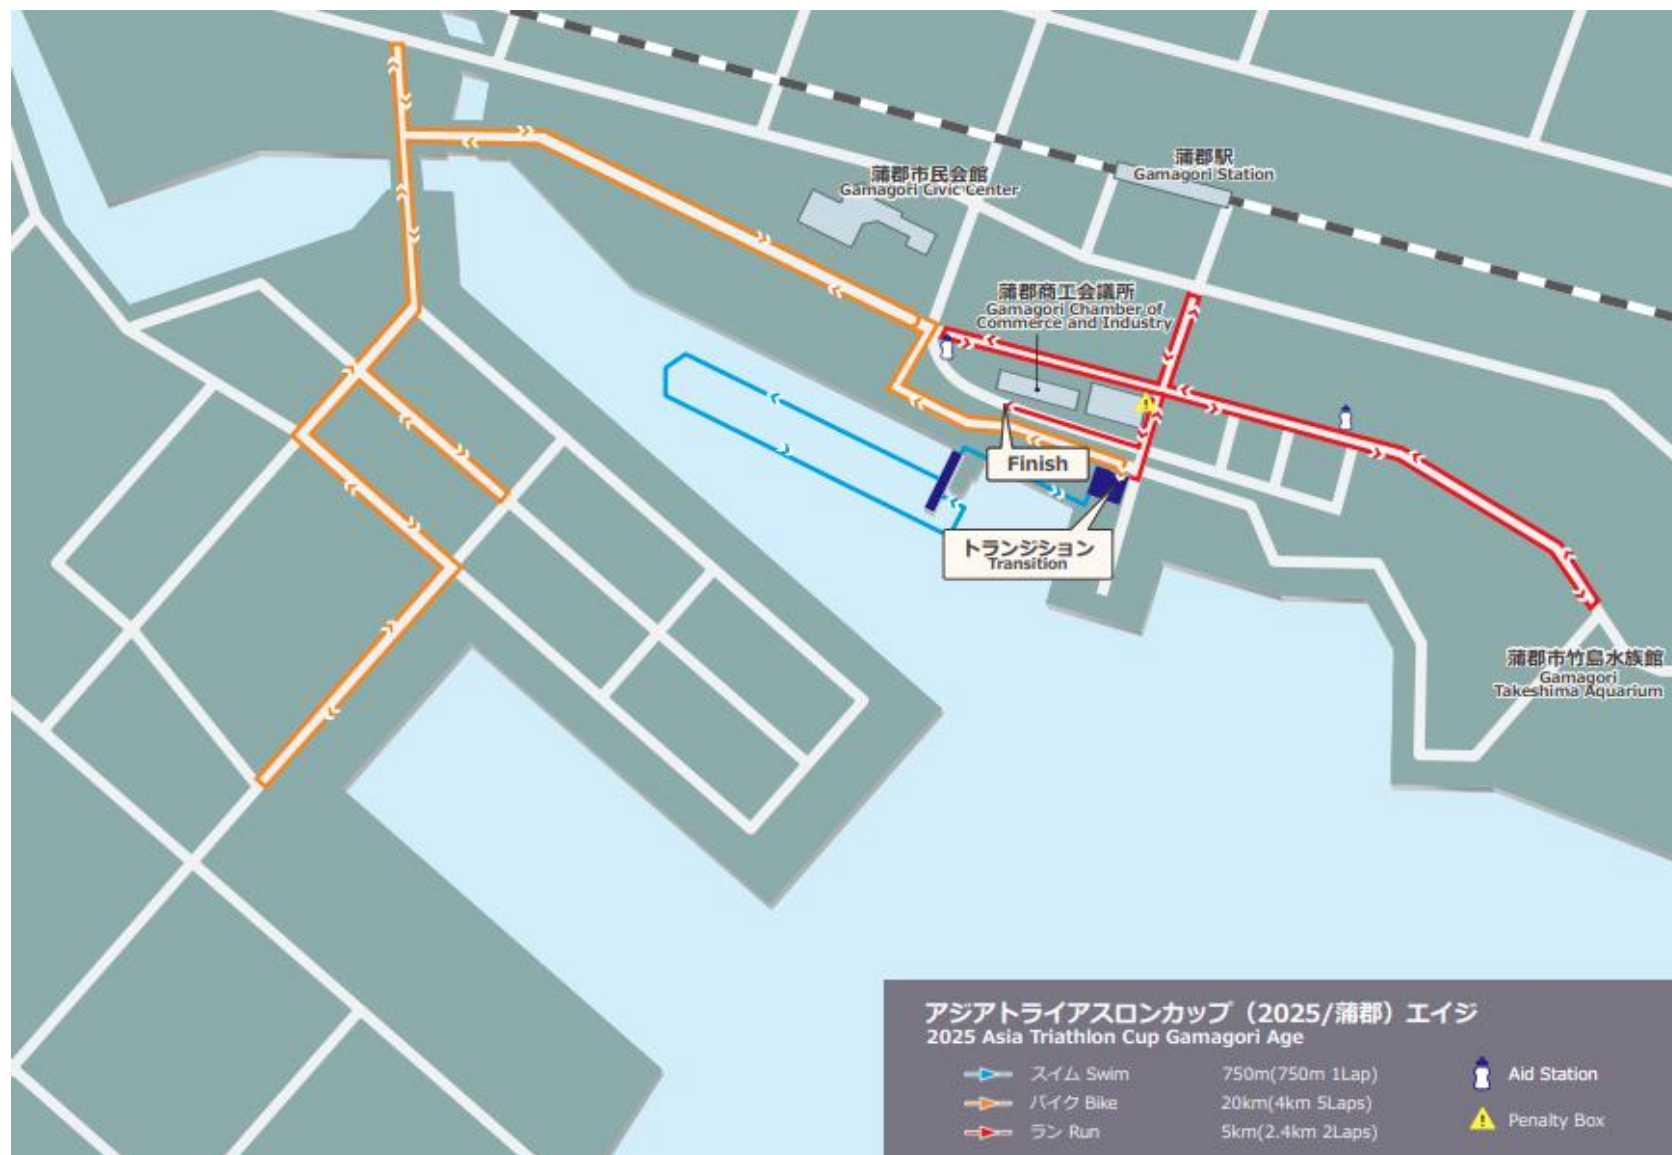 蒲郡駅
Gamagori Station
蒲郡市民会館
Gamagori Civic Center
蒲郡商工会議所
Gamagori Chamber of
Commerce and Industry
Finish
トランジション
Transition
蒲郡市竹島水族館
Gamagori
Takeshima Aquarium
アジアトライアスロンカップ（2025/蒲郡）エイジ
2025 Asia Triathlon Cup Gamagori Age
スイム Swim 750m(750m 1Lap)
バイク Bike 20km(4km 5Laps)
ラン Run 5km(2.4km 2Laps)
Aid Station
Penalty Box